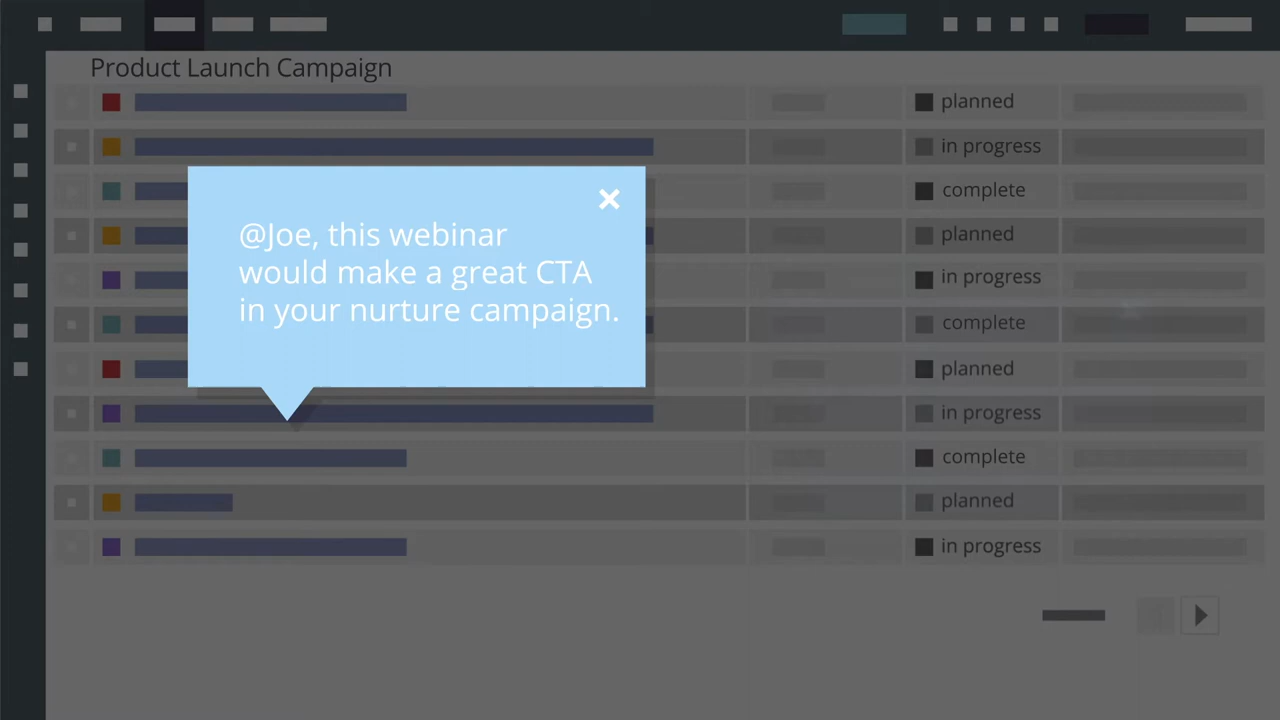 Product Launch Campaign
planned
in progress
complete
planned
in progress
complete
planned
in progress
complete
planned
in progress
@Joe, this webinar
would make a great CTA
in your nurture campaign.